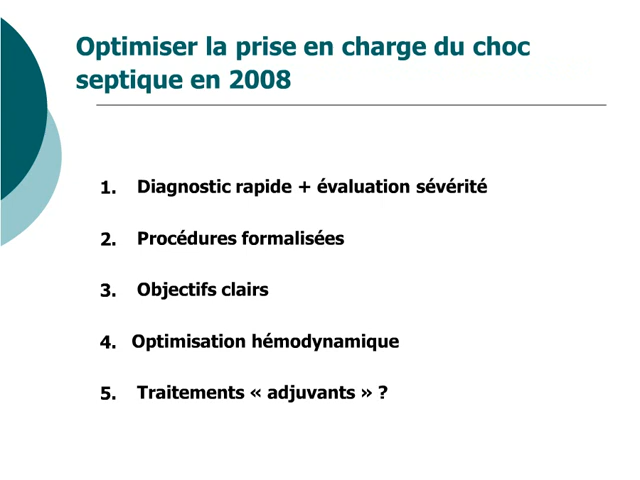 Optimiser la prise en charge du choc
septique en 2008
1. Diagnostic rapide + évaluation sévérité
2. Procédures formalisées
3. Objectifs clairs
4. Optimisation hémodynamique
5. Traitements « adjuvants » ?